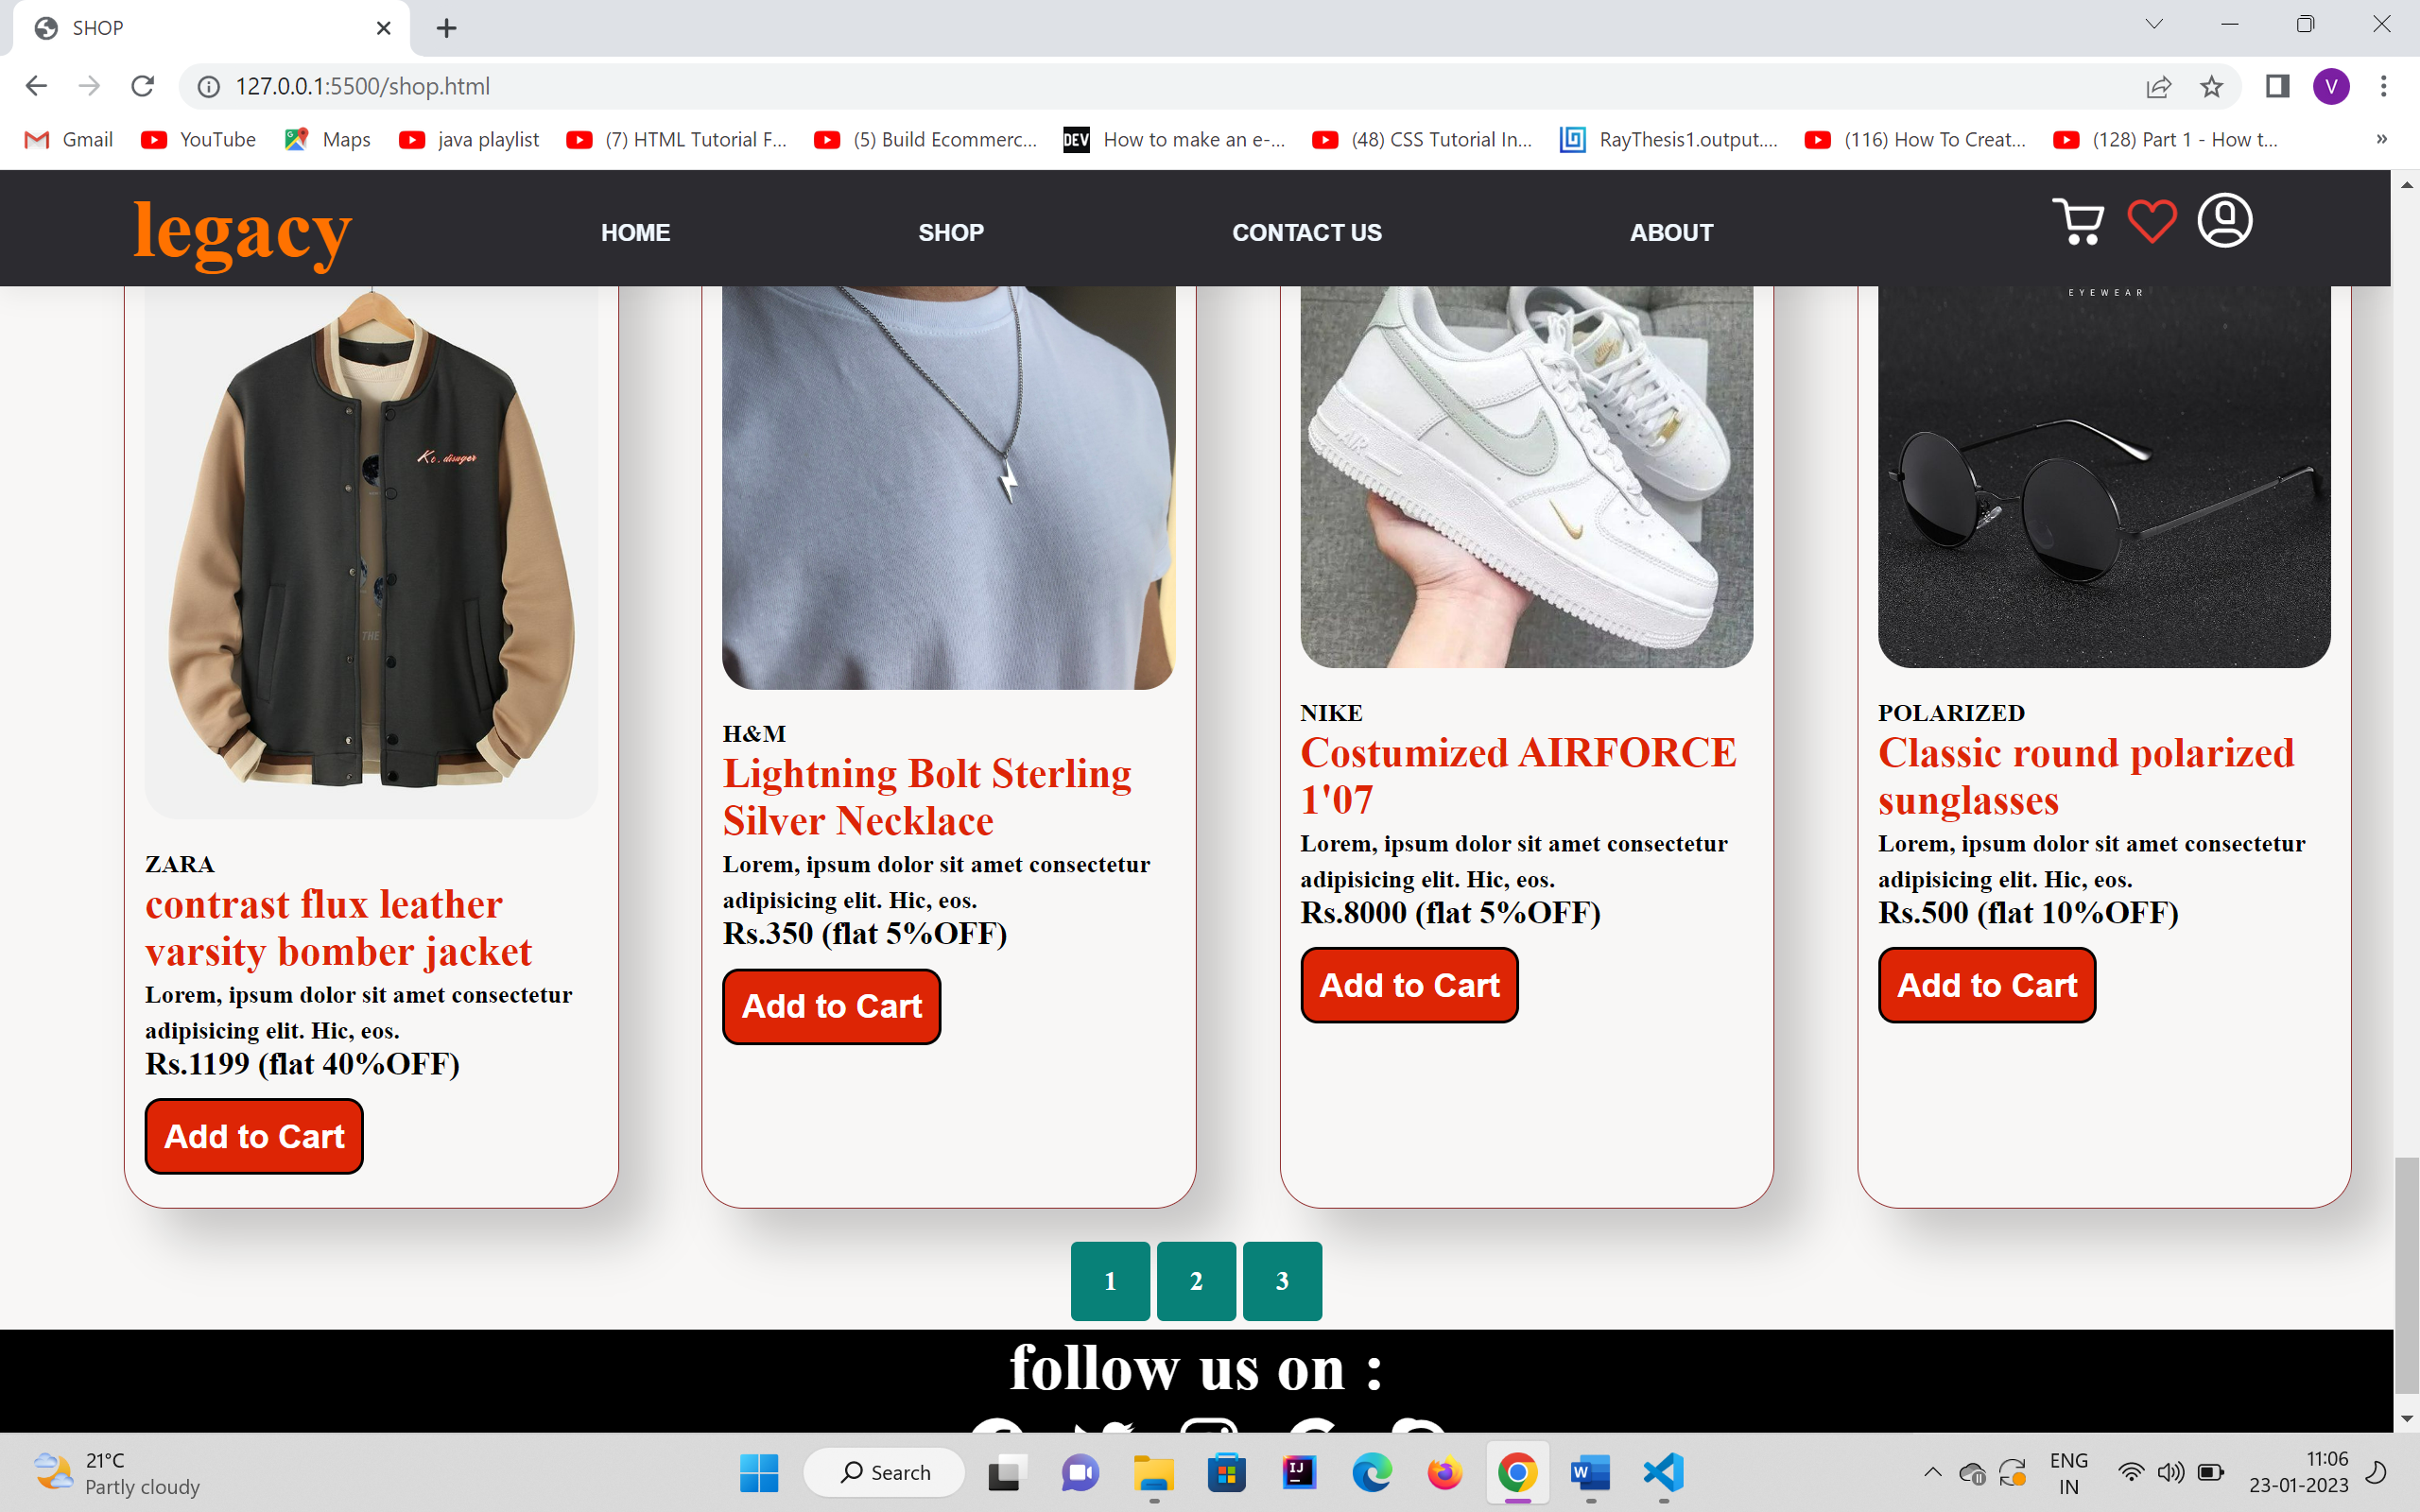 SHOP
127.0.0.1:5500/shop.html
Gmail
YouTube
Maps
java playlist
(7) HTML Tutorial F...
(5) Build Ecommerc...
DEV
How to make an e-...
(48) CSS Tutorial In...
RayThesis1.output....
(116) How To Creat...
(128) Part 1 - How t...
»
V
legacy
HOME
SHOP
CONTACT US
ABOUT
EYEWEAR
Kc. disager
THE
AIR
ZARA
contrast flux leather
varsity bomber jacket
Lorem, ipsum dolor sit amet consectetur
adipisicing elit. Hic, eos.
Rs.1199 (flat 40%OFF)
Add to Cart
H&M
Lightning Bolt Sterling
Silver Necklace
Lorem, ipsum dolor sit amet consectetur
adipisicing elit. Hic, eos.
Rs.350 (flat 5%OFF)
Add to Cart
NIKE
Costumized AIRFORCE
1'07
Lorem, ipsum dolor sit amet consectetur
adipisicing elit. Hic, eos.
Rs.8000 (flat 5%OFF)
Add to Cart
POLARIZED
Classic round polarized
sunglasses
Lorem, ipsum dolor sit amet consectetur
adipisicing elit. Hic, eos.
Rs.500 (flat 10%OFF)
Add to Cart
1 2 3
follow us on :
21°C
Partly cloudy
Search
IJ
W
ENG
IN
11:06
23-01-2023